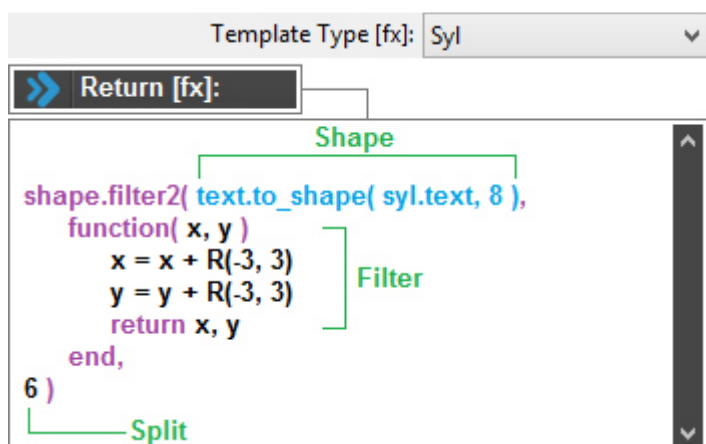 Template Type [fx]: Syl
Return [fx]:
Shape
shape.filter2( text.to_shape( syl.text, 8 ),
function( x, y )
x = x + R(-3, 3)
Filter
y = y + R(-3, 3)
return x, y
end,
6 )
Split